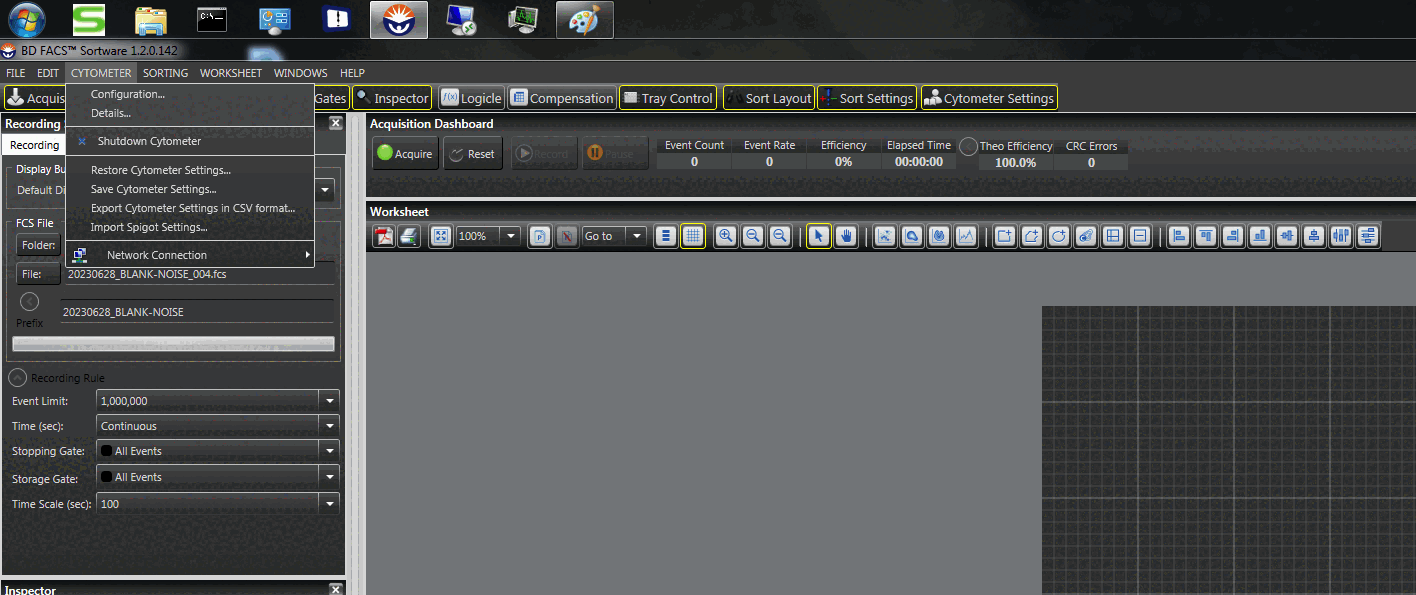 C:\
BD FACS™ Sortware 1.2.0.142
FILE EDIT CYTOMETER SORTING WORKSHEET WINDOWS HELP
Acquis Gates Inspector f(x) Logicle Compensation Tray Control Sort Layout Sort Settings Cytometer Settings
Configuration...
Details...
Shutdown Cytometer
Restore Cytometer Settings...
Save Cytometer Settings...
Export Cytometer Settings in CSV format...
Import Spigot Settings...
Network Connection
Recording
Recording
Display Bu
Default Di
FCS File
Folder:
File: 20230628_BLANK-NOISE_004.fcs
20230628_BLANK-NOISE
Prefix
Recording Rule
Event Limit: 1,000,000
Time (sec): Continuous
Stopping Gate: All Events
Storage Gate: All Events
Time Scale (sec): 100
Inspector
Acquisition Dashboard
Acquire Reset Record Pause
Event Count Event Rate Efficiency Elapsed Time Theo Efficiency CRC Errors
0 0 0% 00:00:00 100.0% 0
Worksheet
100% Go to